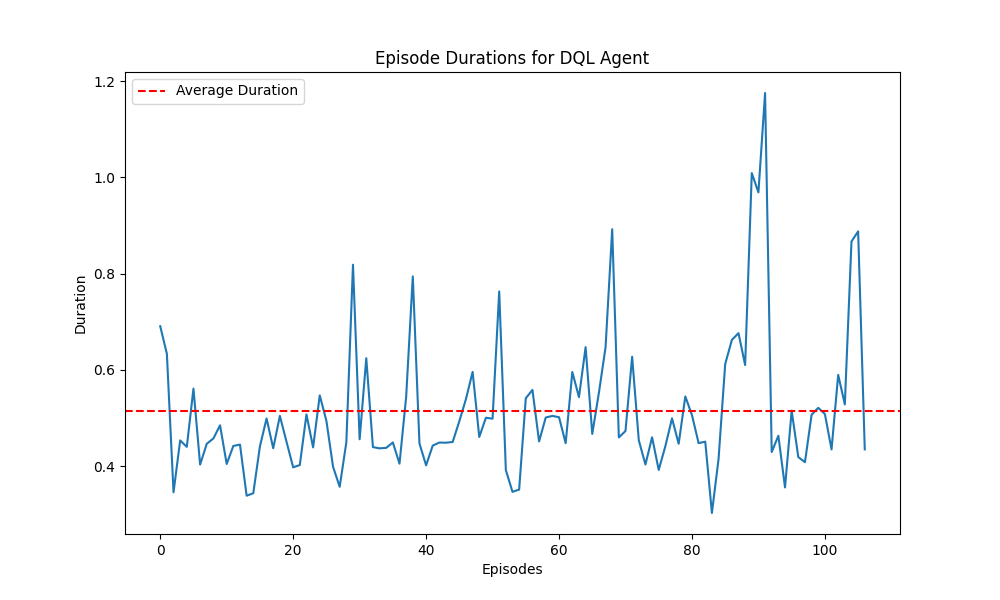 Episode Durations for DQL Agent
Average Duration
1.2
1.0
0.8
0.6
0.4
Duration
0 20 40 60 80 100
Episodes